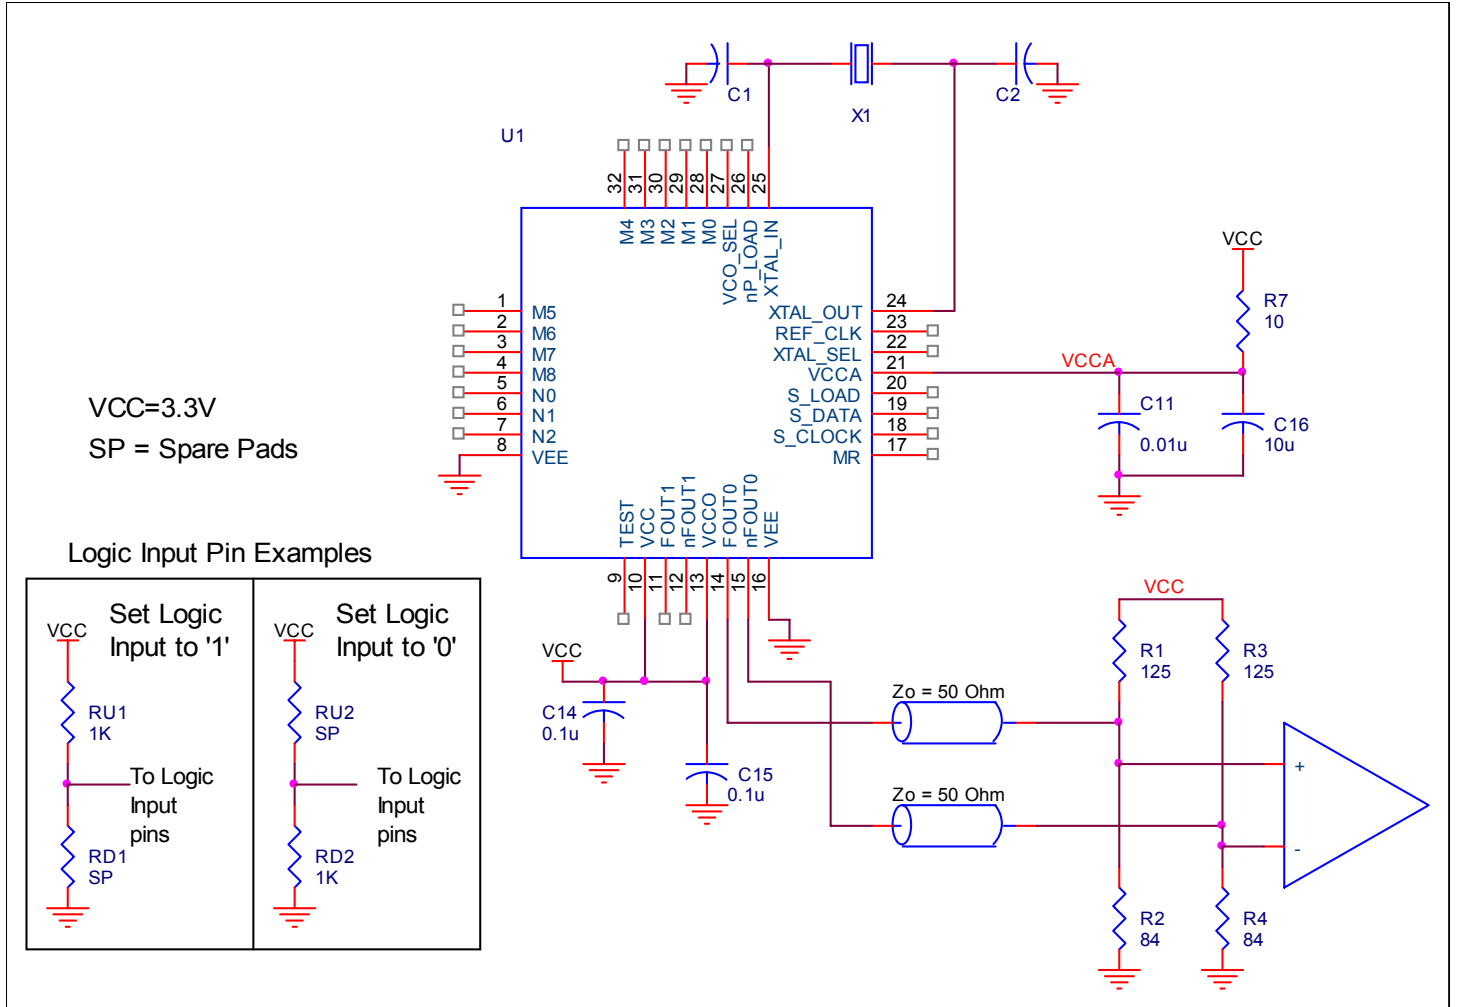 C1
X1
C2
U1
32
31
30
29
28
27
26
25
M4
M3
M2
M1
M0
VCO_SEL
nP_LOAD
XTAL_IN
1
2
3
4
5
6
7
8
M5
M6
M7
M8
N0
N1
N2
VEE
XTAL_OUT
REF_CLK
XTAL_SEL
VCCA
S_LOAD
S_DATA
S_CLOCK
MR
24
23
22
21
20
19
18
17
TEST
VCC
FOUT1
nFOUT1
VCCO
FOUT0
nFOUT0
VEE
9
10
11
12
13
14
15
16
VCC
R7
10
VCCA
C11
0.01u
C16
10u
VCC=3.3V
SP = Spare Pads
Logic Input Pin Examples
Set Logic
Input to '1'
VCC
RU1
1K
To Logic
Input
pins
RD1
SP
Set Logic
Input to '0'
VCC
RU2
SP
To Logic
Input
pins
RD2
1K
VCC
C14
0.1u
C15
0.1u
Zo = 50 Ohm
Zo = 50 Ohm
VCC
R1
125
R3
125
+
-
R2
84
R4
84